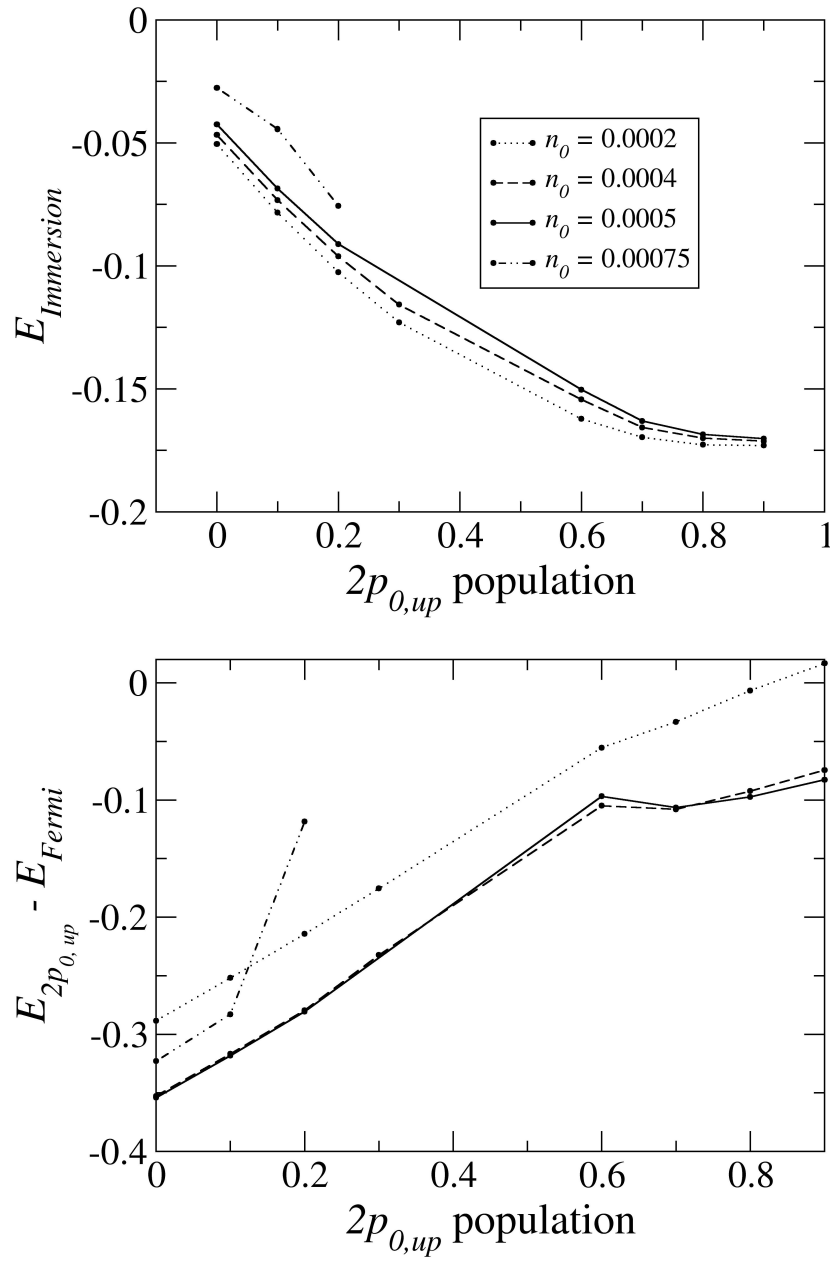 0
-0.05
-0.1
-0.15
-0.2
E_Immersion
n_0 = 0.0002
n_0 = 0.0004
n_0 = 0.0005
n_0 = 0.00075
0 0.2 0.4 0.6 0.8 1
2p_0,up population
0
-0.1
-0.2
-0.3
-0.4
E_2p_0, up - E_Fermi
0 0.2 0.4 0.6 0.8
2p_0,up population